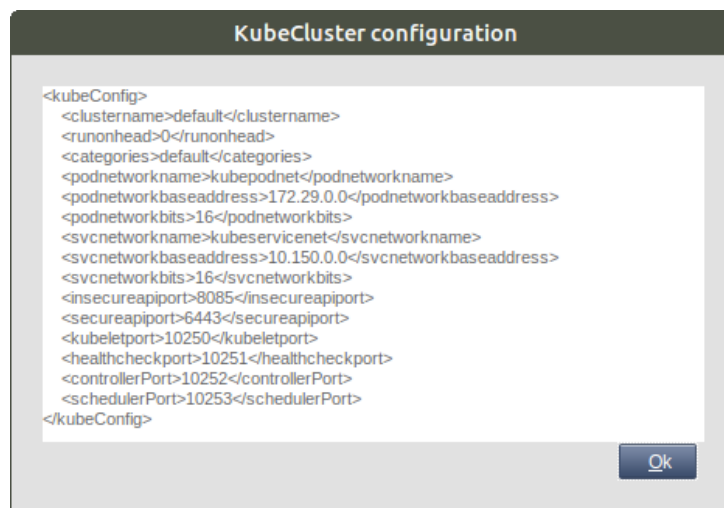 KubeCluster configuration
<kubeConfig>
<clustername>default</clustername>
<runonhead>0</runonhead>
<categories>default</categories>
<podnetworkname>kubepodnet</podnetworkname>
<podnetworkbaseaddress>172.29.0.0</podnetworkbaseaddress>
<podnetworkbits>16</podnetworkbits>
<svcnetworkname>kubeservicenet</svcnetworkname>
<svcnetworkbaseaddress>10.150.0.0</svcnetworkbaseaddress>
<svcnetworkbits>16</svcnetworkbits>
<insecureapiport>8085</insecureapiport>
<secureapiport>6443</secureapiport>
<kubeletport>10250</kubeletport>
<healthcheckport>10251</healthcheckport>
<controllerPort>10252</controllerPort>
<schedulerPort>10253</schedulerPort>
</kubeConfig>
Ok